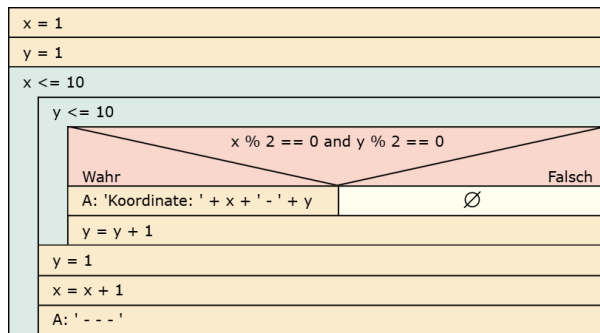 x = 1
y = 1
x <= 10
y <= 10
x % 2 == 0 and y % 2 == 0
Wahr Falsch
A: 'Koordinate: ' + x + ' - ' + y ∅
y = y + 1
y = 1
x = x + 1
A: ' - - - '